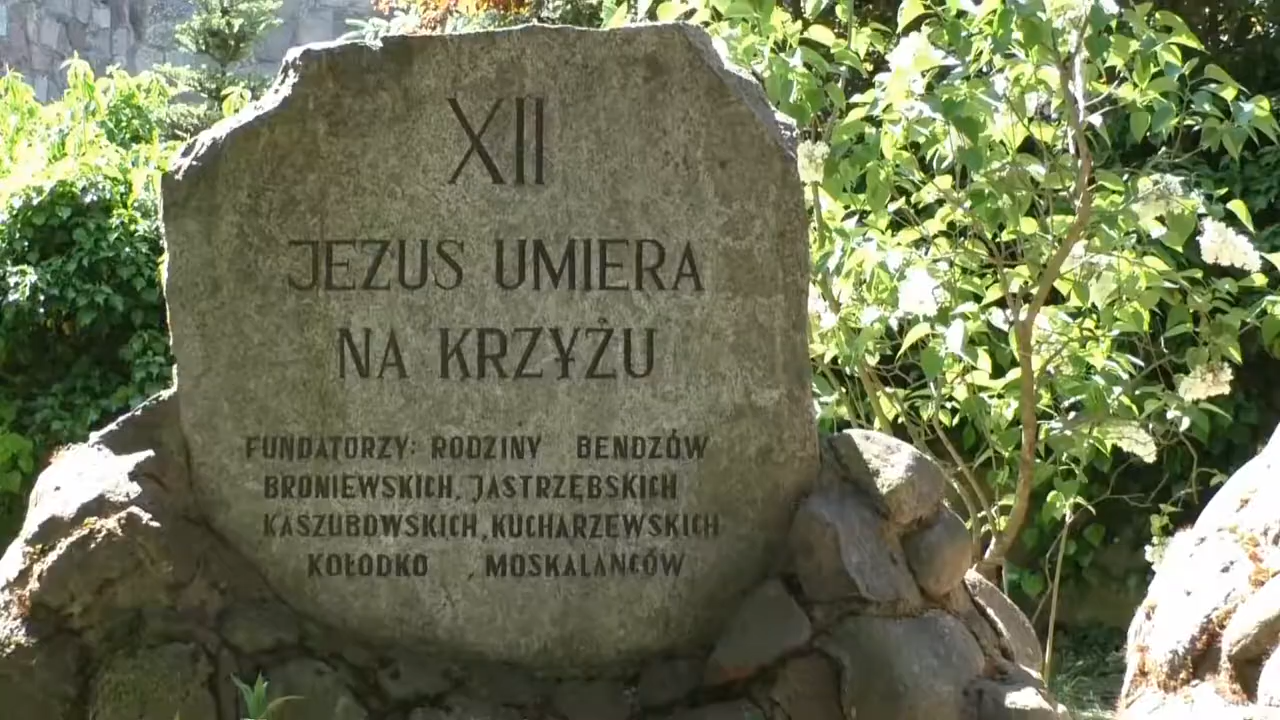 XII
JEZUS UMIERA
NA KRZYŻU
FUNDATORZY: RODZINY BENDZÓW
BRONIEWSKICH, JASTRZĘBSKICH
KASZUBOWSKICH, KUCHARZEWSKICH
KOŁODKO MOSKALAŃCÓW